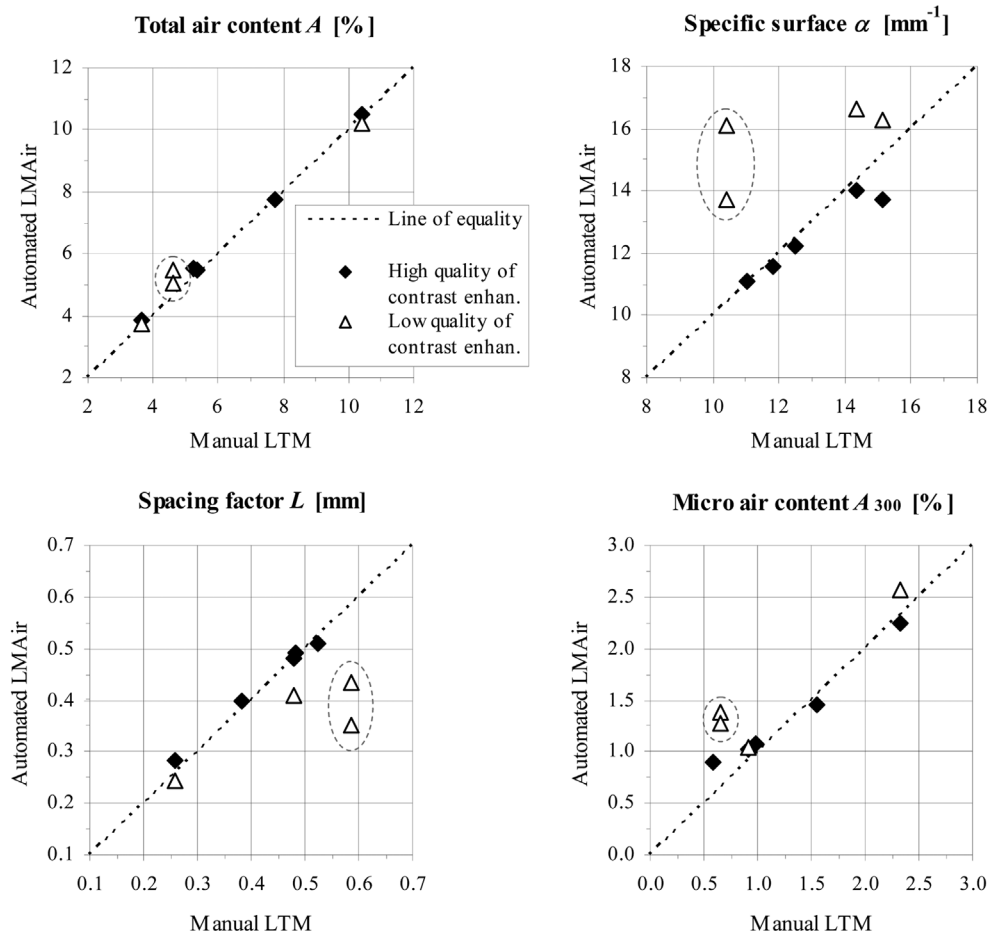 Total air content A [%]
12
10
8
6
4
2
2 4 6 8 10 12
Automated LMAir
Manual LTM
Line of equality
High quality of
contrast enhan.
Low quality of
contrast enhan.
Specific surface α [mm⁻¹]
18
16
14
12
10
8
8 10 12 14 16 18
Automated LMAir
Manual LTM
Spacing factor L [mm]
0.7
0.6
0.5
0.4
0.3
0.2
0.1
0.1 0.2 0.3 0.4 0.5 0.6 0.7
Automated LMAir
Manual LTM
Micro air content A 300 [%]
3.0
2.5
2.0
1.5
1.0
0.5
0.0
0.0 0.5 1.0 1.5 2.0 2.5 3.0
Automated LMAir
Manual LTM